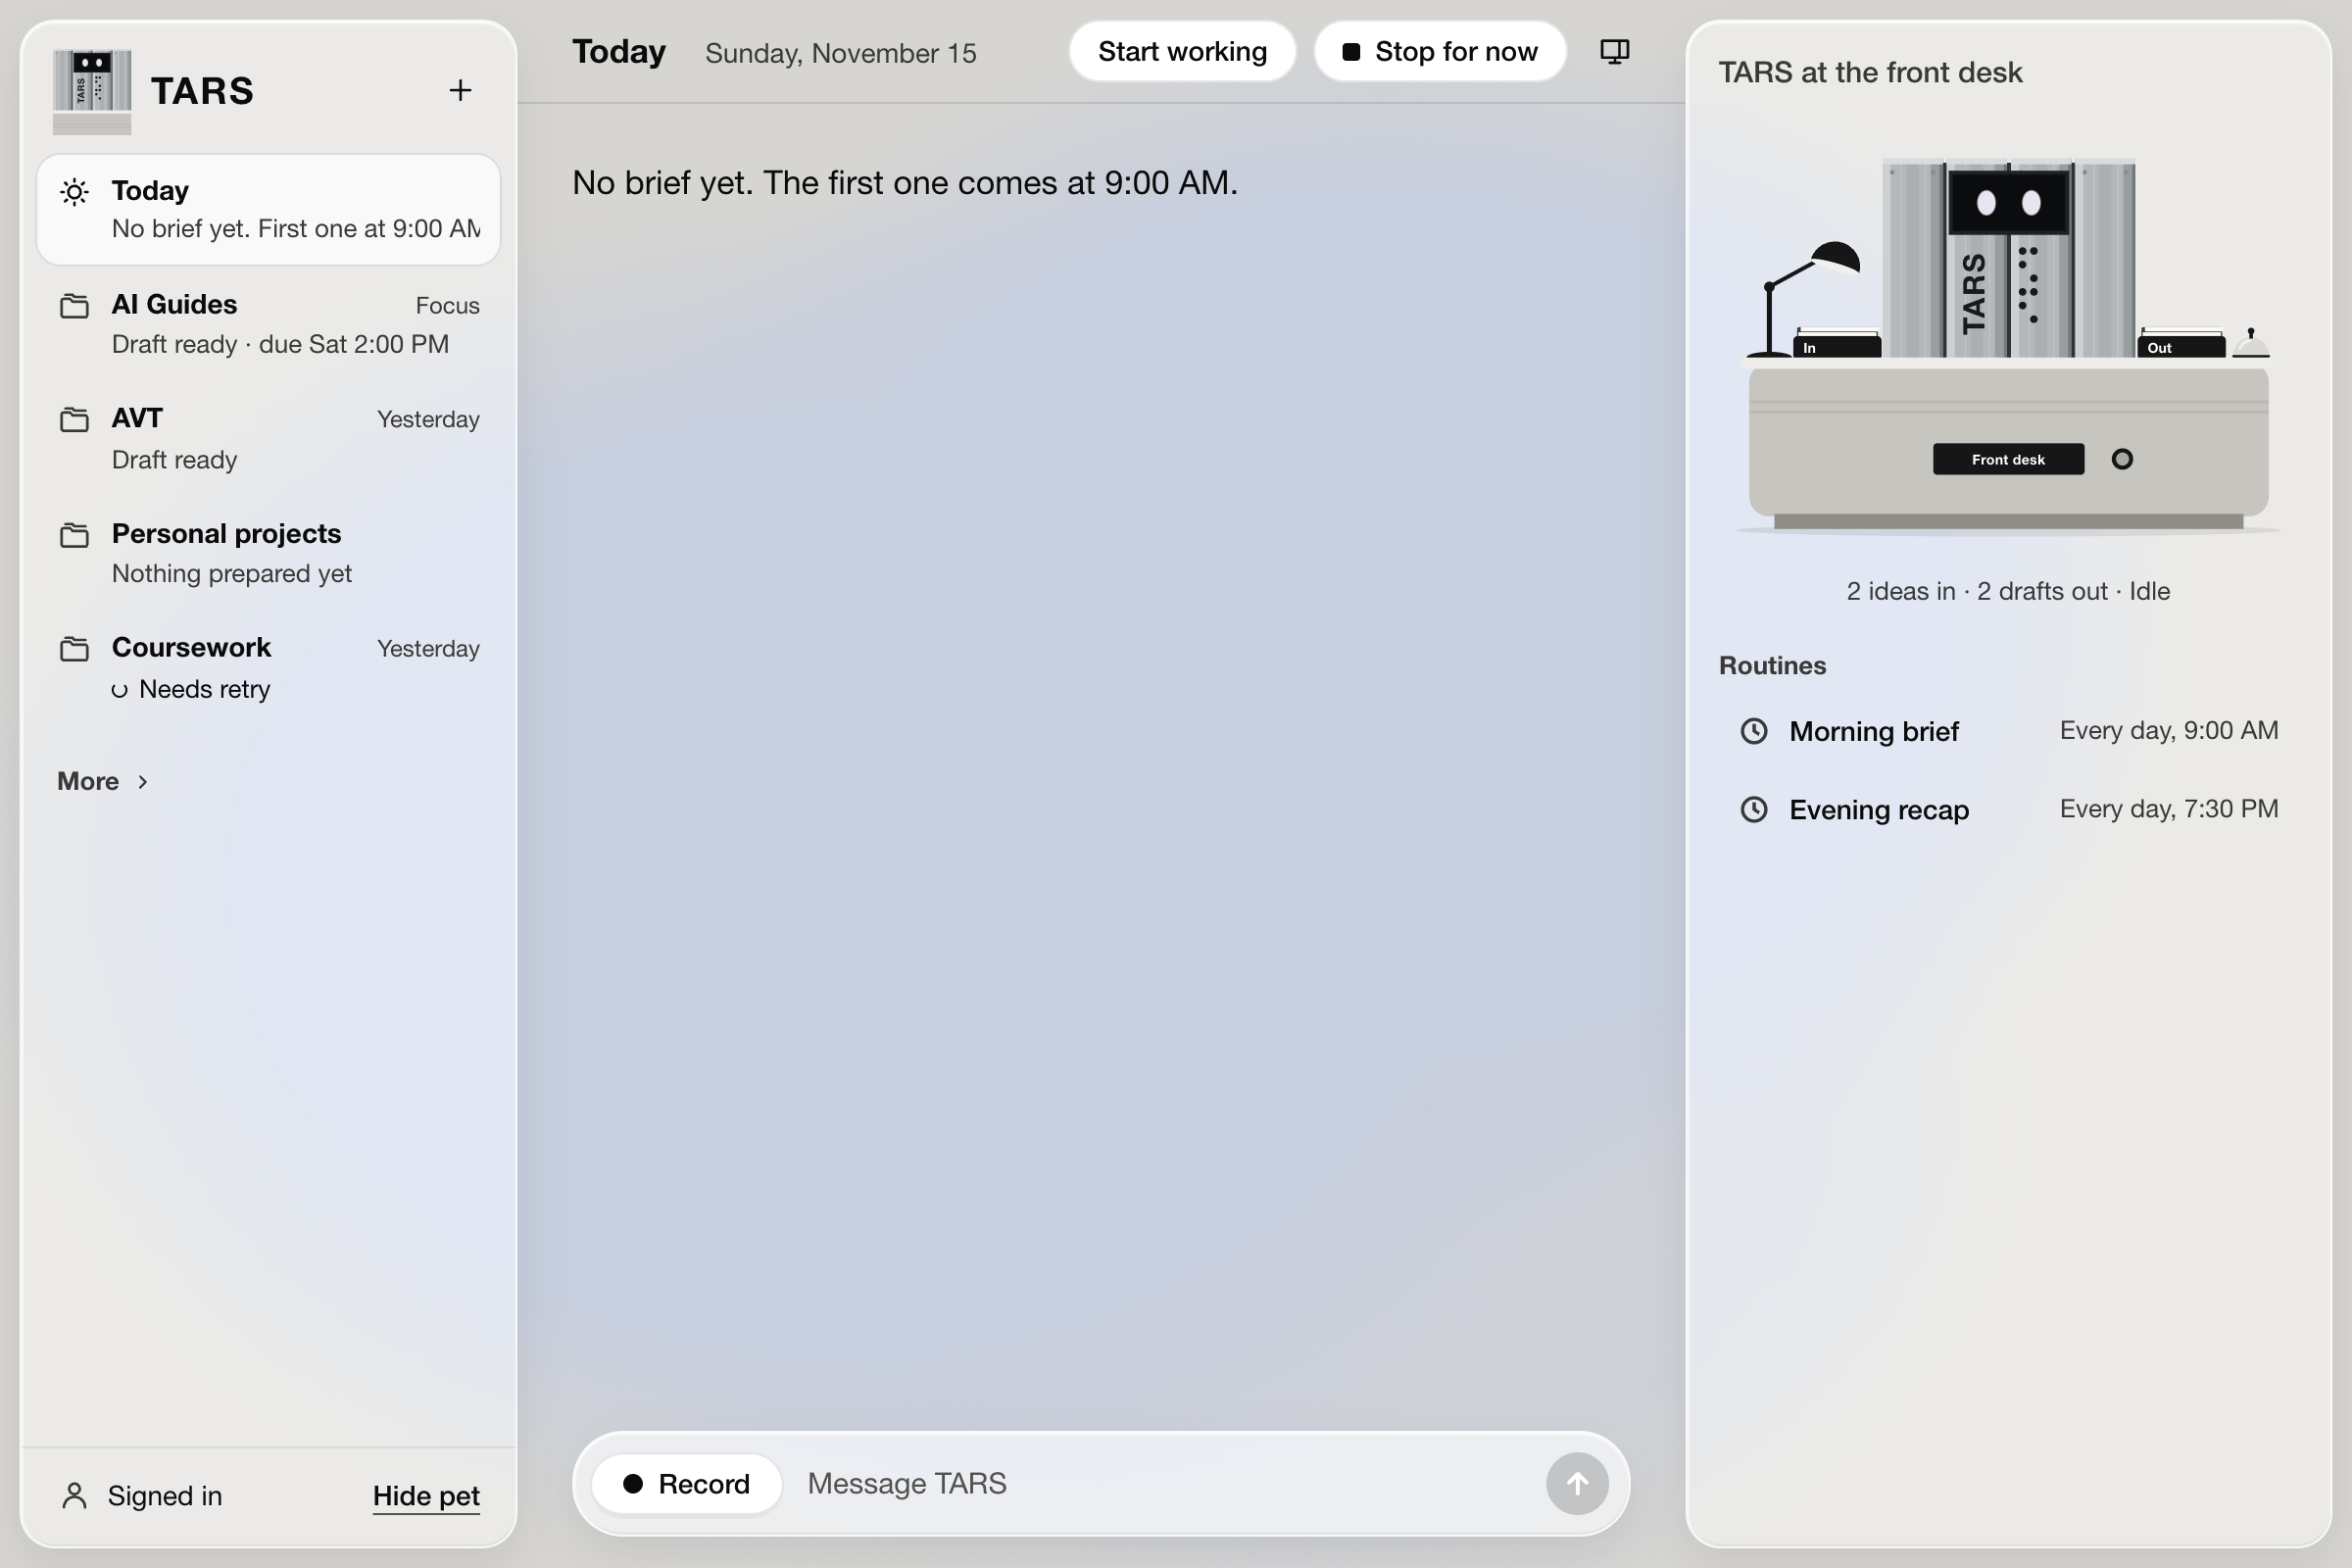 TARS
TARS
Today
No brief yet. First one at 9:00 AM
AI Guides Focus
Draft ready · due Sat 2:00 PM
AVT Yesterday
Draft ready
Personal projects
Nothing prepared yet
Coursework Yesterday
Needs retry
More
Signed in Hide pet
Today Sunday, November 15 Start working Stop for now
No brief yet. The first one comes at 9:00 AM.
Record Message TARS
TARS at the front desk
TARS
In Out
Front desk
2 ideas in · 2 drafts out · Idle
Routines
Morning brief Every day, 9:00 AM
Evening recap Every day, 7:30 PM